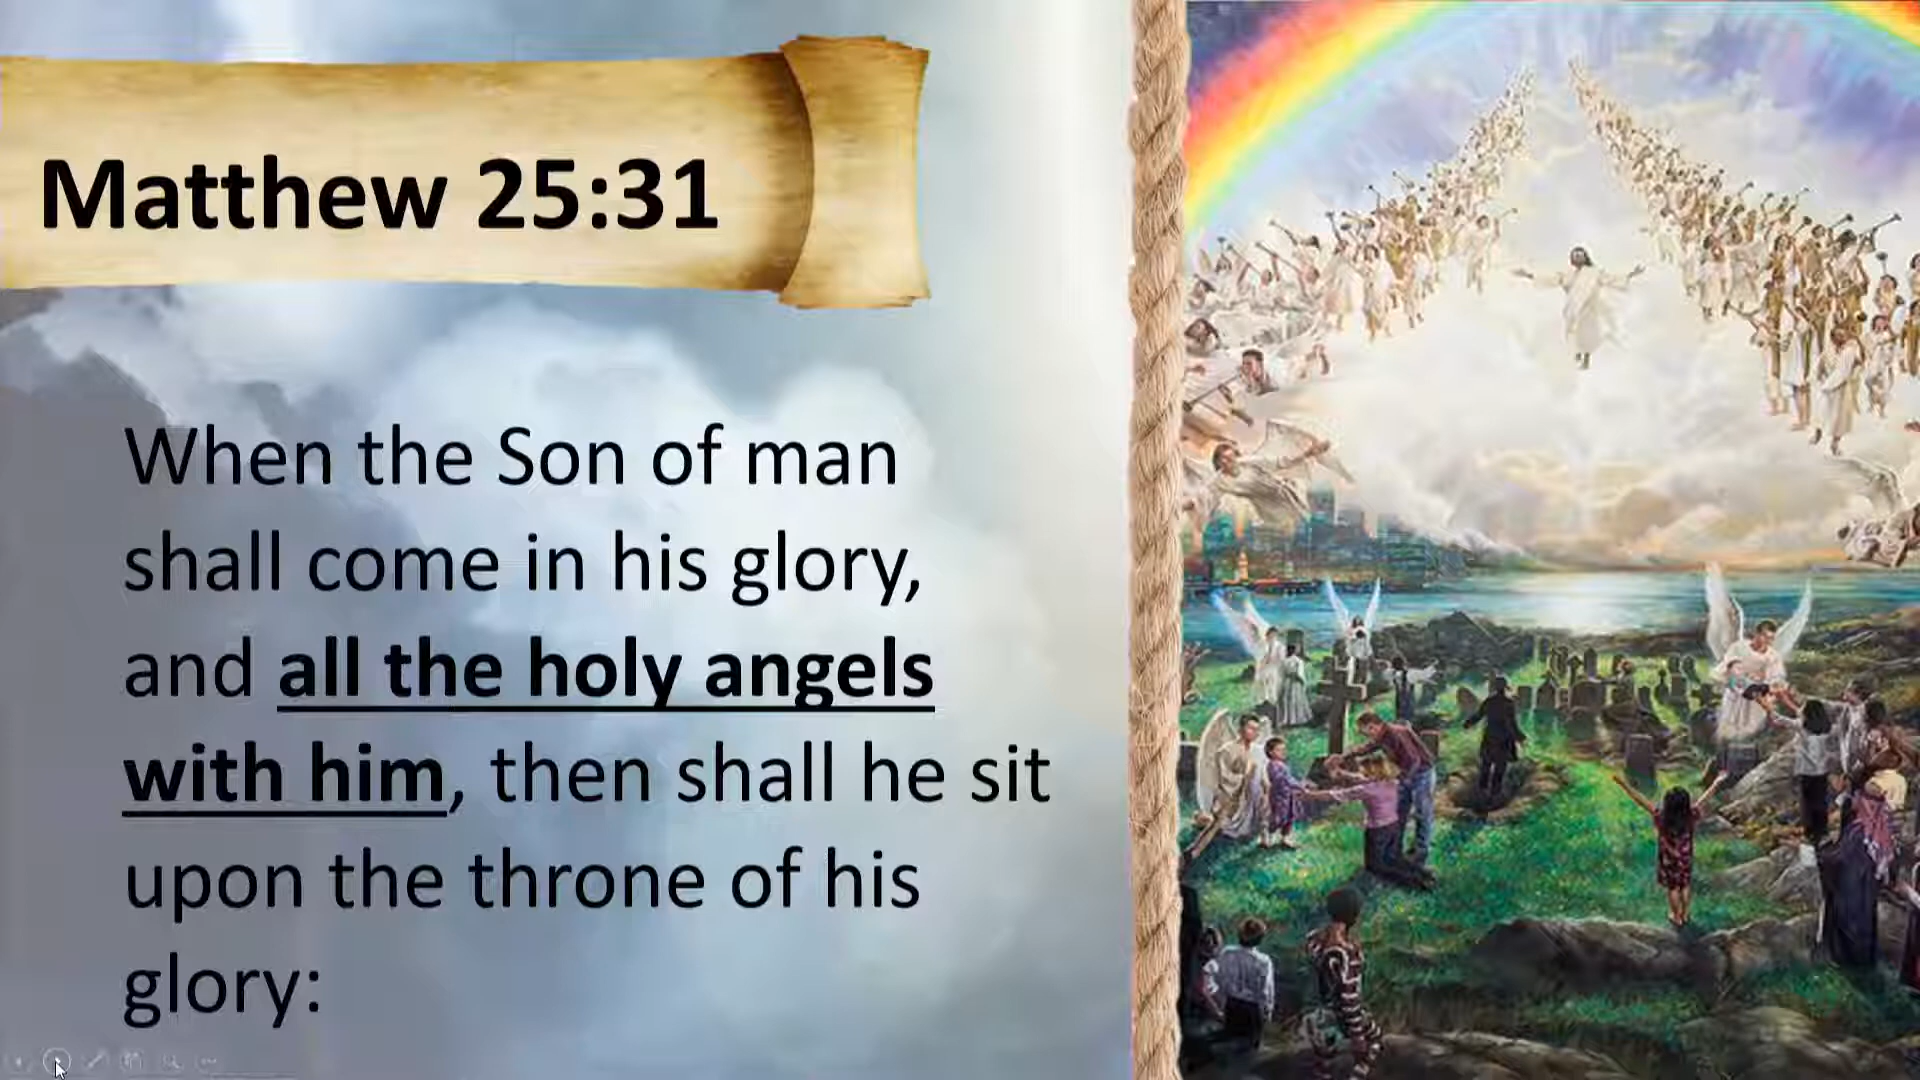 Matthew 25:31
When the Son of man
shall come in his glory,
and all the holy angels
with him, then shall he sit
upon the throne of his
glory: